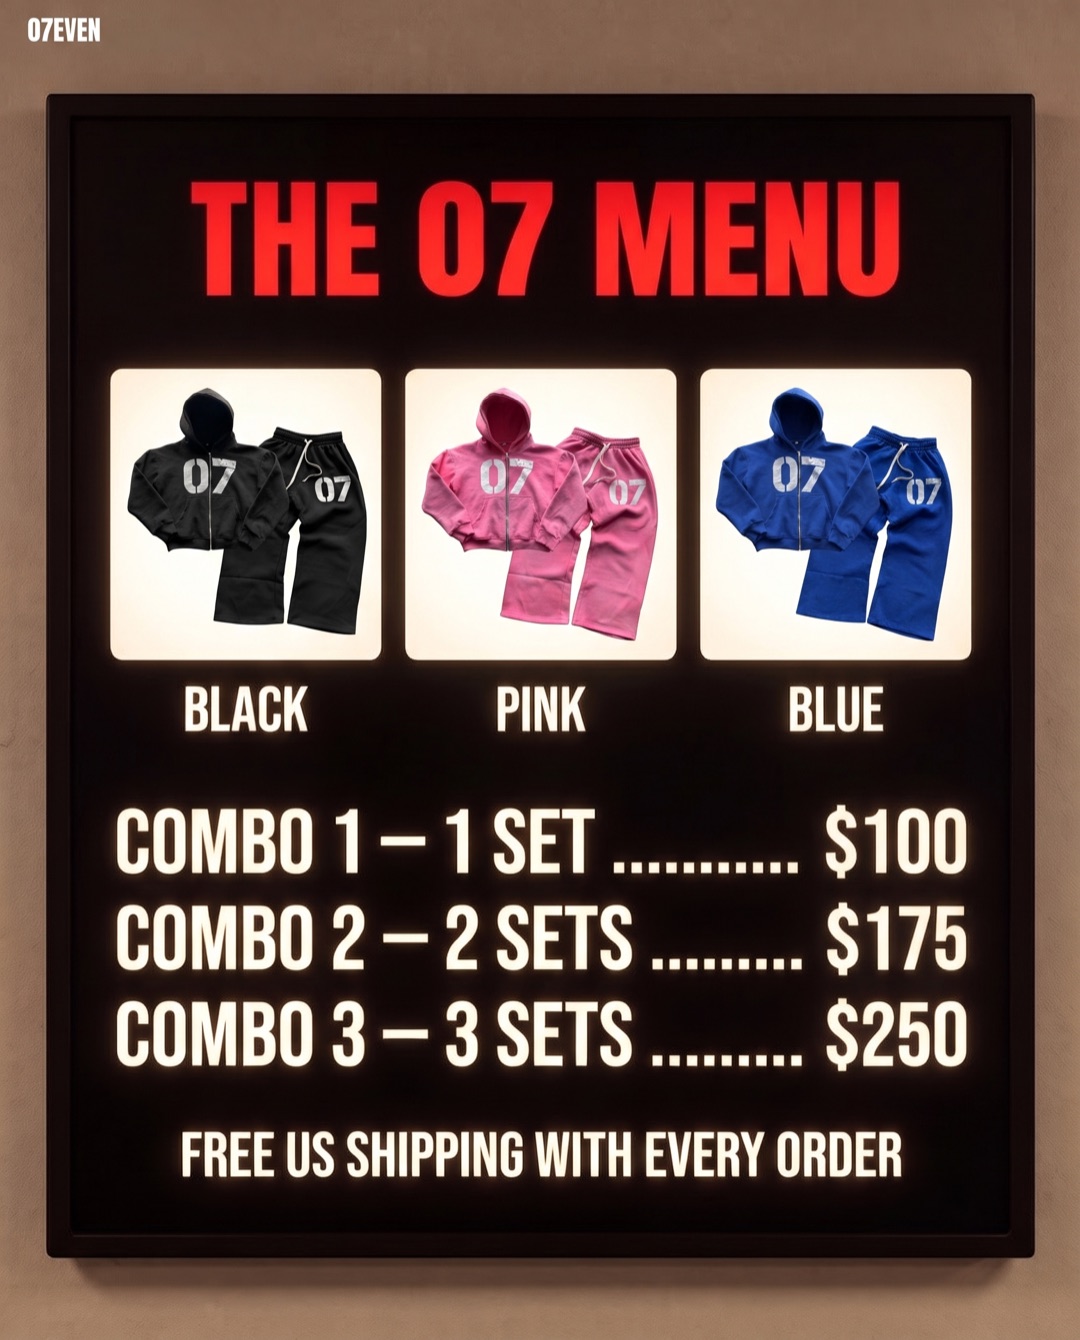 07EVEN
THE 07 MENU
07 07
07 07
07 07
BLACK
PINK
BLUE
COMBO 1 – 1 SET ........... $100
COMBO 2 – 2 SETS ......... $175
COMBO 3 – 3 SETS ......... $250
FREE US SHIPPING WITH EVERY ORDER